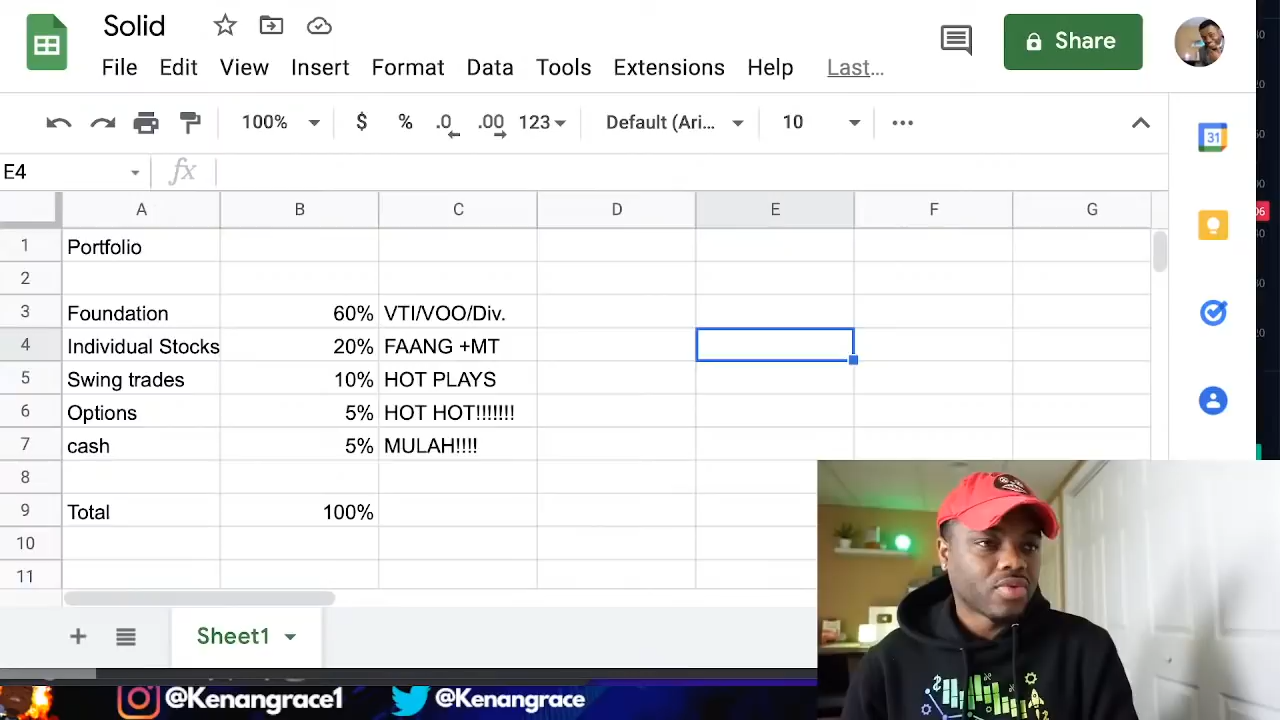 Solid
Share
File Edit View Insert Format Data Tools Extensions Help Last...
100% $ % .0 .00 123 Default (Ari... 10
31
E4 fx
A B C D E F G
1 Portfolio
2
3 Foundation 60% VTI/VOO/Div.
4 Individual Stocks 20% FAANG +MT
5 Swing trades 10% HOT PLAYS
6 Options 5% HOT HOT!!!!!!!
7 cash 5% MULAH!!!!
8
9 Total 100%
10
11
Sheet1
@Kenangrace1 @Kenangrace